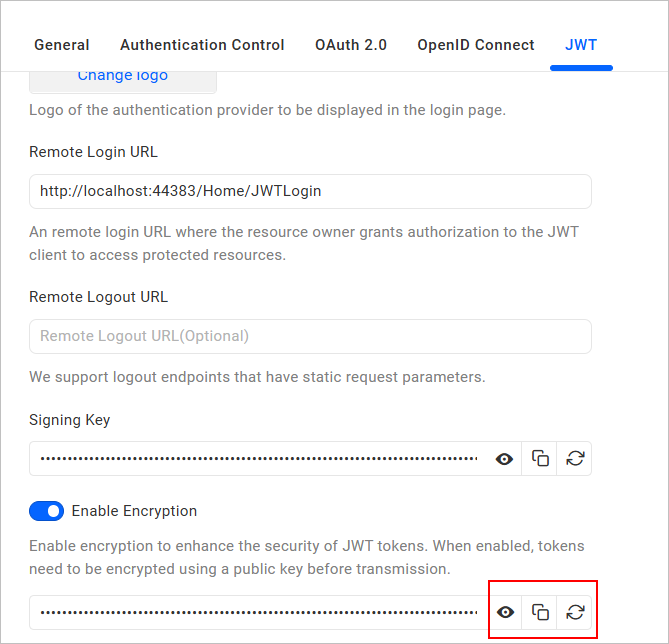 General Authentication Control OAuth 2.0 OpenID Connect JWT
Change logo
Logo of the authentication provider to be displayed in the login page.
Remote Login URL
http://localhost:44383/Home/JWTLogin
An remote login URL where the resource owner grants authorization to the JWT
client to access protected resources.
Remote Logout URL
Remote Logout URL(Optional)
We support logout endpoints that have static request parameters.
Signing Key
Enable Encryption
Enable encryption to enhance the security of JWT tokens. When enabled, tokens
need to be encrypted using a public key before transmission.